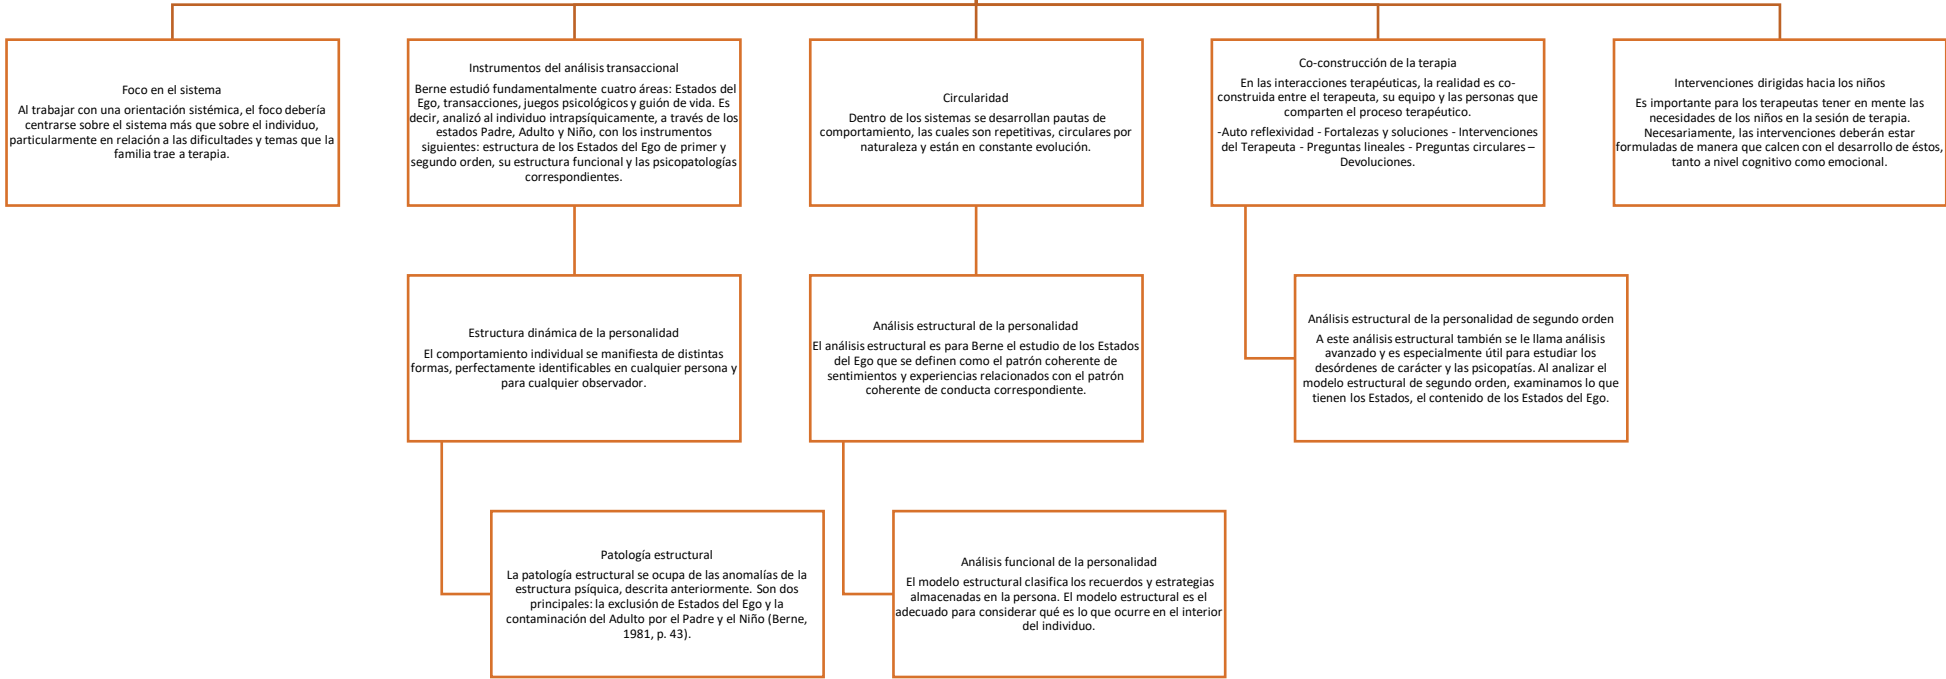 Foco en el sistema
Al trabajar con una orientación sistémica, el foco debería
centrarse sobre el sistema más que sobre el individuo,
particularmente en relación a las dificultades y temas que la
familia trae a terapia.
Instrumentos del análisis transaccional
Berne estudió fundamentalmente cuatro áreas: Estados del
Ego, transacciones, juegos psicológicos y guión de vida. Es
decir, analizó al individuo intrapsíquicamente, a través de los
estados Padre, Adulto y Niño, con los instrumentos
siguientes: estructura de los Estados del Ego de primer y
segundo orden, su estructura funcional y las psicopatologías
correspondientes.
Circularidad
Dentro de los sistemas se desarrollan pautas de
comportamiento, las cuales son repetitivas, circulares por
naturaleza y están en constante evolución.
Co-construcción de la terapia
En las interacciones terapéuticas, la realidad es co-
construida entre el terapeuta, su equipo y las personas que
comparten el proceso terapéutico.
-Auto reflexividad - Fortalezas y soluciones - Intervenciones
del Terapeuta - Preguntas lineales - Preguntas circulares –
Devoluciones.
Intervenciones dirigidas hacia los niños
Es importante para los terapeutas tener en mente las
necesidades de los niños en la sesión de terapia.
Necesariamente, las intervenciones deberán estar
formuladas de manera que calcen con el desarrollo de éstos,
tanto a nivel cognitivo como emocional.
Estructura dinámica de la personalidad
El comportamiento individual se manifiesta de distintas
formas, perfectamente identificables en cualquier persona y
para cualquier observador.
Análisis estructural de la personalidad
El análisis estructural es para Berne el estudio de los Estados
del Ego que se definen como el patrón coherente de
sentimientos y experiencias relacionados con el patrón
coherente de conducta correspondiente.
Análisis estructural de la personalidad de segundo orden
A este análisis estructural también se le llama análisis
avanzado y es especialmente útil para estudiar los
desórdenes de carácter y las psicopatías. Al analizar el
modelo estructural de segundo orden, examinamos lo que
tienen los Estados, el contenido de los Estados del Ego.
Patología estructural
La patología estructural se ocupa de las anomalías de la
estructura psíquica, descrita anteriormente. Son dos
principales: la exclusión de Estados del Ego y la
contaminación del Adulto por el Padre y el Niño (Berne,
1981, p. 43).
Análisis funcional de la personalidad
El modelo estructural clasifica los recuerdos y estrategias
almacenadas en la persona. El modelo estructural es el
adecuado para considerar qué es lo que ocurre en el interior
del individuo.